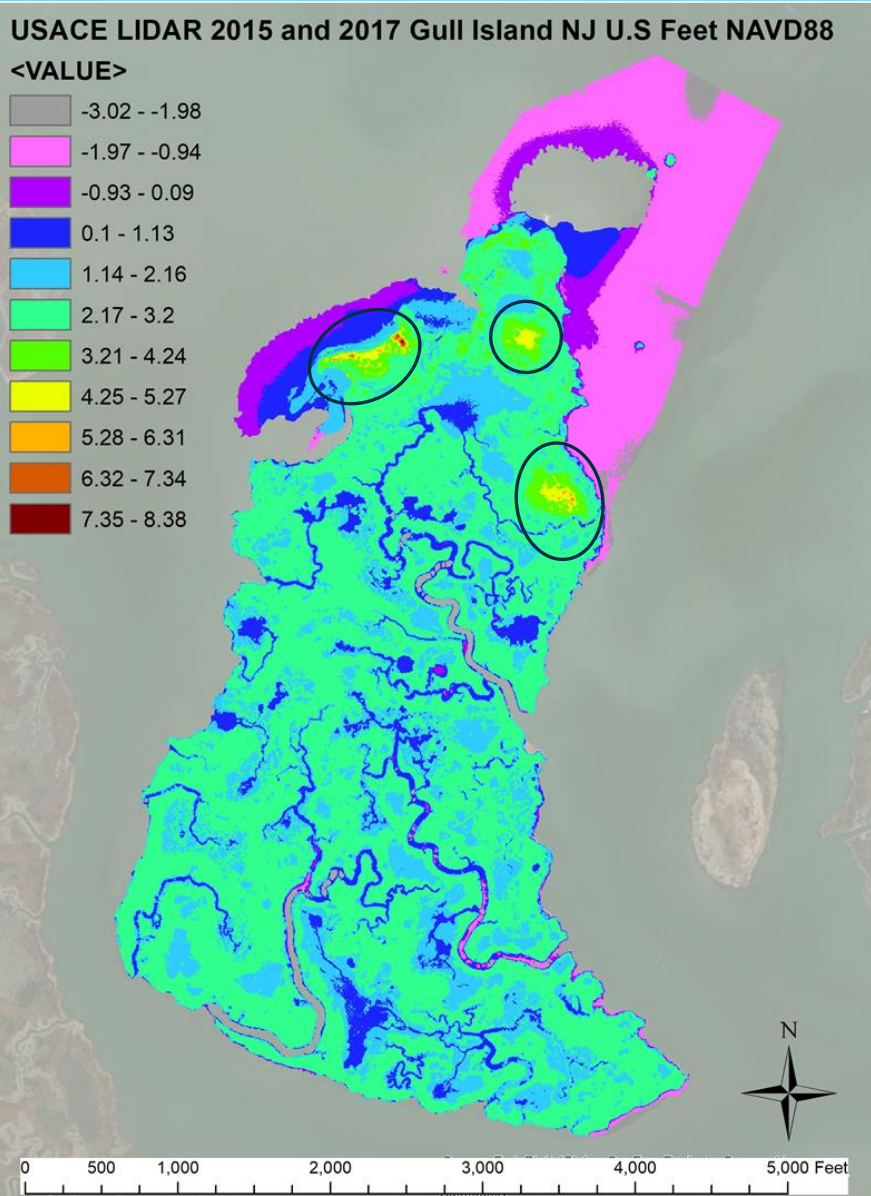 USACE LIDAR 2015 and 2017 Gull Island NJ U.S Feet NAVD88
<VALUE>
-3.02 - -1.98
-1.97 - -0.94
-0.93 - 0.09
0.1 - 1.13
1.14 - 2.16
2.17 - 3.2
3.21 - 4.24
4.25 - 5.27
5.28 - 6.31
6.32 - 7.34
7.35 - 8.38
N
0 500 1,000 2,000 3,000 4,000 5,000 Feet